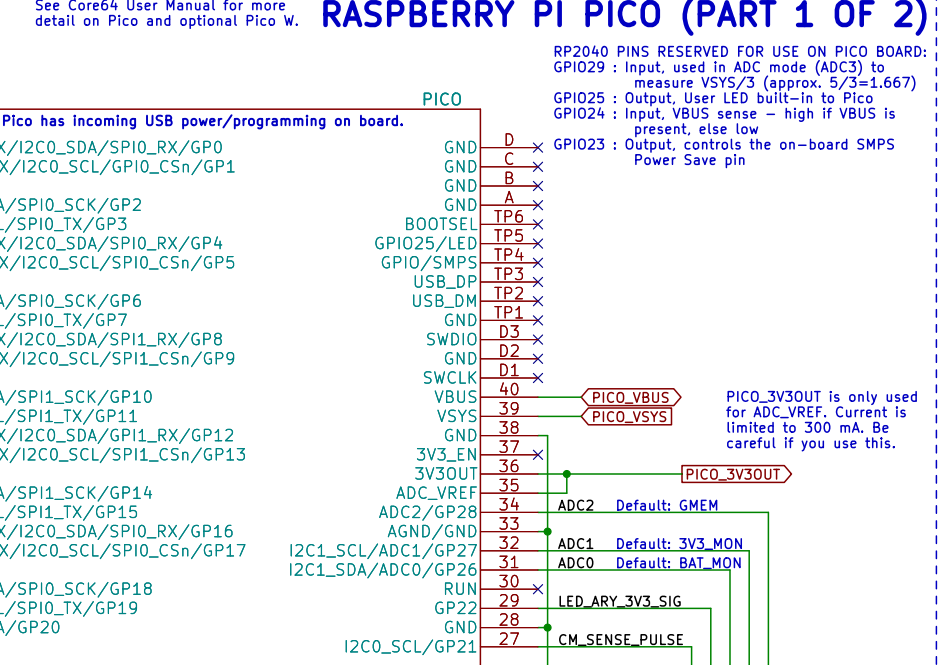 See Core64 User Manual for more
detail on Pico and optional Pico W.
RASPBERRY PI PICO (PART 1 OF 2)
RP2040 PINS RESERVED FOR USE ON PICO BOARD:
GPIO29 : Input, used in ADC mode (ADC3) to
measure VSYS/3 (approx. 5/3=1.667)
GPIO25 : Output, User LED built-in to Pico
GPIO24 : Input, VBUS sense - high if VBUS is
present, else low
GPIO23 : Output, controls the on-board SMPS
Power Save pin
PICO
Pico has incoming USB power/programming on board.
X/I2C0_SDA/SPI0_RX/GP0 GND D
X/I2C0_SCL/GPI0_CSn/GP1 GND C
GND B
A/SPI0_SCK/GP2 GND A
L/SPI0_TX/GP3 BOOTSEL TP6
X/I2C0_SDA/SPI0_RX/GP4 GPIO25/LED TP5
X/I2C0_SCL/SPI0_CSn/GP5 GPIO/SMPS TP4
USB_DP TP3
A/SPI0_SCK/GP6 USB_DM TP2
L/SPI0_TX/GP7 GND TP1
X/I2C0_SDA/SPI1_RX/GP8 SWDIO D3
X/I2C0_SCL/SPI1_CSn/GP9 GND D2
SWCLK D1
A/SPI1_SCK/GP10 VBUS 40 PICO_VBUS
L/SPI1_TX/GP11 VSYS 39 PICO_VSYS
X/I2C0_SDA/GPI1_RX/GP12 GND 38
X/I2C0_SCL/SPI1_CSn/GP13 3V3_EN 37
PICO_3V3OUT is only used
for ADC_VREF. Current is
limited to 300 mA. Be
careful if you use this.
3V3OUT 36 PICO_3V3OUT
A/SPI1_SCK/GP14 ADC_VREF 35
L/SPI1_TX/GP15 ADC2/GP28 34 ADC2 Default: GMEM
X/I2C0_SDA/SPI0_RX/GP16 AGND/GND 33
X/I2C0_SCL/SPI0_CSn/GP17 I2C1_SCL/ADC1/GP27 32 ADC1 Default: 3V3_MON
I2C1_SDA/ADC0/GP26 31 ADC0 Default: BAT_MON
A/SPI0_SCK/GP18 RUN 30
L/SPI0_TX/GP19 GP22 29 LED_ARY_3V3_SIG
A/GP20 GND 28
I2C0_SCL/GP21 27 CM_SENSE_PULSE